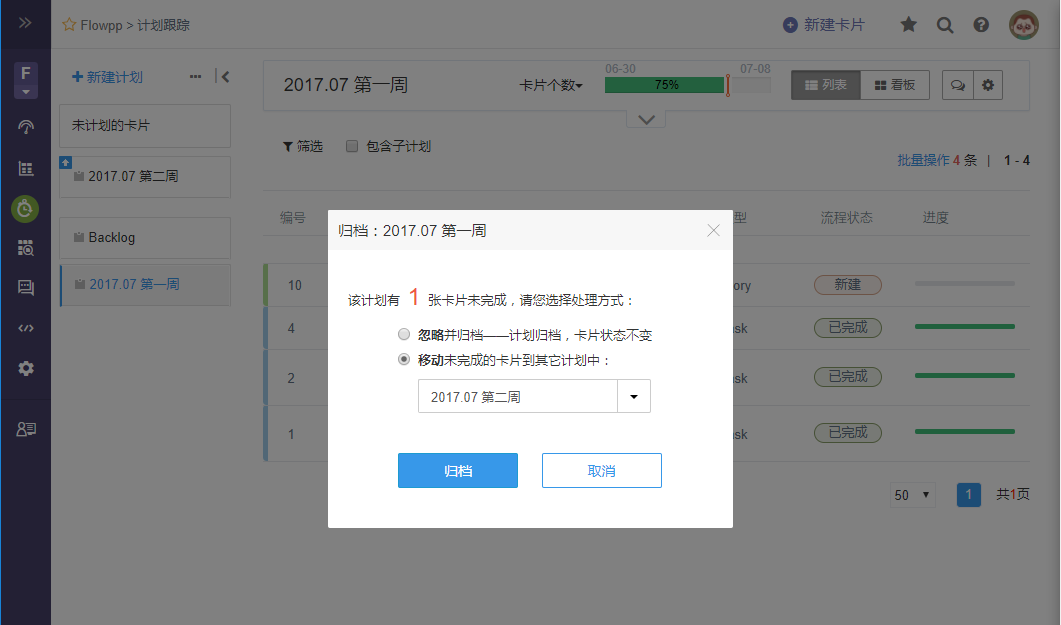 Flowpp > 计划跟踪
新建卡片
F
新建计划
未计划的卡片
2017.07 第二周
Backlog
2017.07 第一周
2017.07 第一周
卡片个数
06-30
07-08
75%
列表
看板
筛选
包含子计划
批量操作 4 条 | 1 - 4
编号
型
流程状态
进度
10
ory
新建
4
sk
已完成
2
sk
已完成
1
sk
已完成
50
1
共1页
归档：2017.07 第一周
该计划有 1 张卡片未完成，请您选择处理方式：
忽略并归档——计划归档，卡片状态不变
移动未完成的卡片到其它计划中：
2017.07 第二周
归档
取消